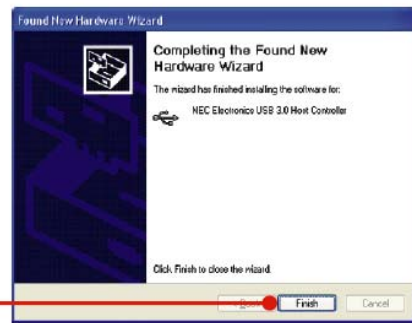 Found New Hardware Wizard
Completing the Found New
Hardware Wizard
The wizard has finished installing the software for:
NEC Electronics USB 3.0 Host Controller
Click Finish to close the wizard.
Finish
Cancel